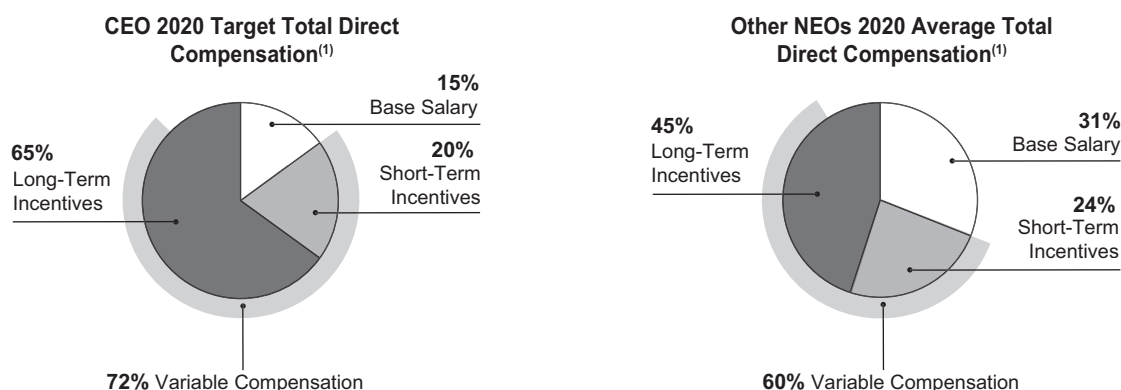 CEO 2020 Target Total Direct
Compensation(1)
15%
Base Salary
65%
Long-Term
Incentives
20%
Short-Term
Incentives
72% Variable Compensation
Other NEOs 2020 Average Total
Direct Compensation(1)
45%
Long-Term
Incentives
31%
Base Salary
24%
Short-Term
Incentives
60% Variable Compensation